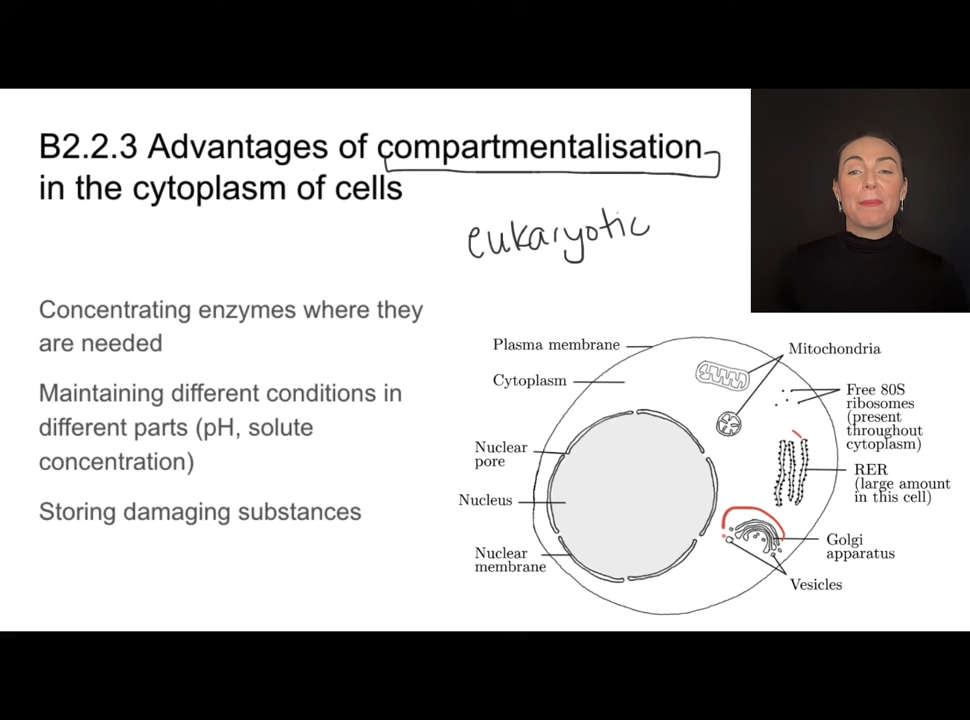 B2.2.3 Advantages of compartmentalisation
in the cytoplasm of cells
eukaryotic
Concentrating enzymes where they
are needed
Maintaining different conditions in
different parts (pH, solute
concentration)
Storing damaging substances
Plasma membrane
Cytoplasm
Nuclear
pore
Nucleus
Nuclear
membrane
Mitochondria
Free 80S
ribosomes
(present
throughout
cytoplasm)
RER
(large amount
in this cell)
Golgi
apparatus
Vesicles